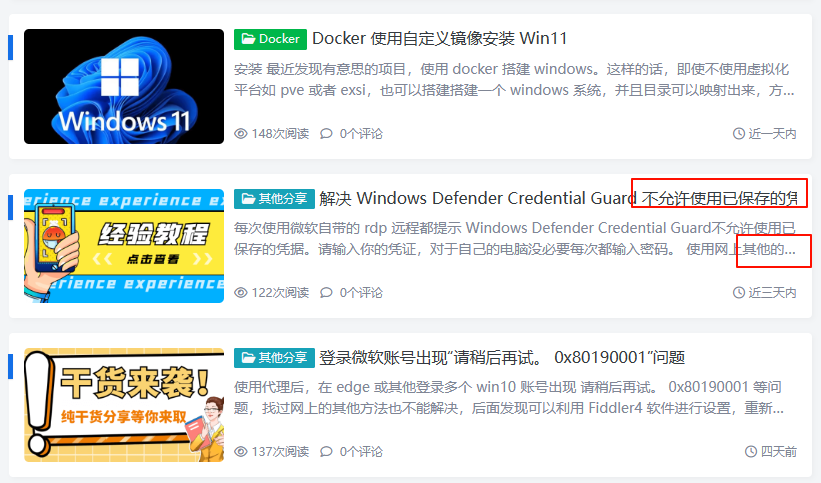 Docker Docker 使用自定义镜像安装 Win11
安装 最近发现有意思的项目，使用 docker 搭建 windows。这样的话，即使不使用虚拟化
平台如 pve 或者 exsi，也可以搭建搭建一个 windows 系统，并且目录可以映射出来，方...
Windows 11
148次阅读 0个评论 近一天内
experience experience
其他分享 解决 Windows Defender Credential Guard 不允许使用已保存的凭
每次使用微软自带的 rdp 远程都提示 Windows Defender Credential Guard不允许使用已
经验教程
保存的凭据。请输入你的凭证，对于自己的电脑没必要每次都输入密码。 使用网上其他的...
点击查看
experience experience
122次阅读 0个评论 近三天内
其他分享 登录微软账号出现“请稍后再试。 0x80190001”问题
干货来袭！
使用代理后，在 edge 或其他登录多个 win10 账号出现 请稍后再试。 0x80190001 等问
纯干货分享等你来取
题，找过网上的其他方法也不能解决，后面发现可以利用 Fiddler4 软件进行设置，重新...
137次阅读 0个评论 四天前